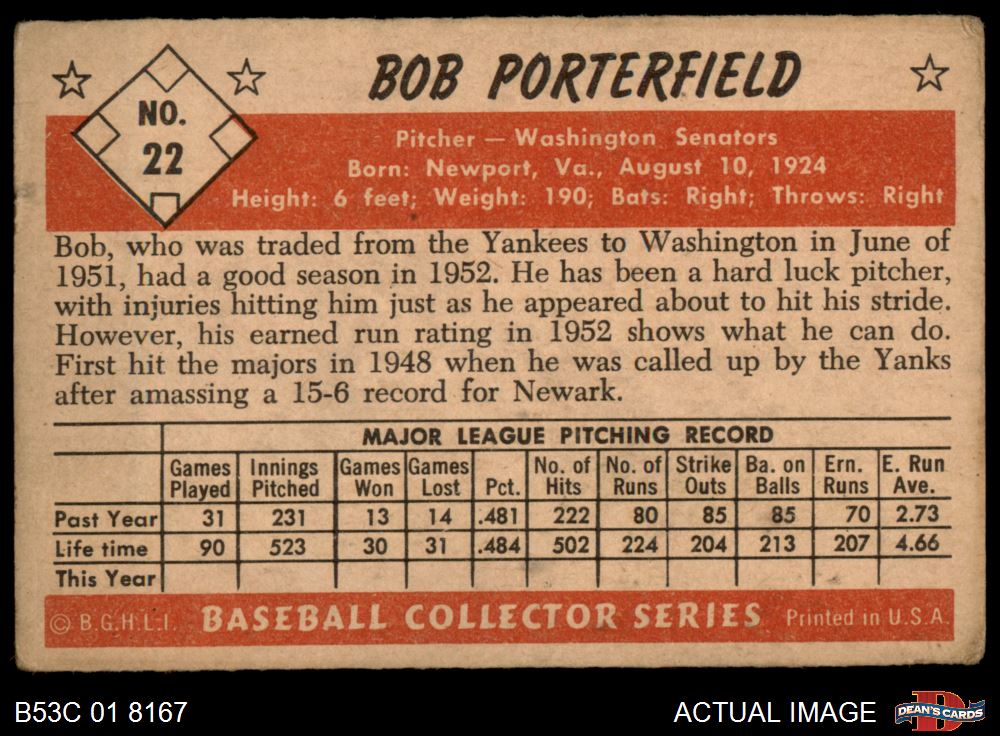 BOB PORTERFIELD
NO.
22
Pitcher — Washington Senators
Born: Newport, Va., August 10, 1924
Height: 6 feet; Weight: 190; Bats: Right; Throws: Right
Bob, who was traded from the Yankees to Washington in June of
1951, had a good season in 1952. He has been a hard luck pitcher,
with injuries hitting him just as he appeared about to hit his stride.
However, his earned run rating in 1952 shows what he can do.
First hit the majors in 1948 when he was called up by the Yanks
after amassing a 15-6 record for Newark.
MAJOR LEAGUE PITCHING RECORD
Games Played Innings Pitched Games Won Games Lost Pct. No. of Hits No. of Runs Strike Outs Ba. on Balls Ern. Runs E. Run Ave.
Past Year 31 231 13 14 .481 222 80 85 85 70 2.73
Life time 90 523 30 31 .484 502 224 204 213 207 4.66
This Year
© B.G.H.L.I. BASEBALL COLLECTOR SERIES Printed in U.S.A.
B53C 01 8167 ACTUAL IMAGE DEAN'S CARDS